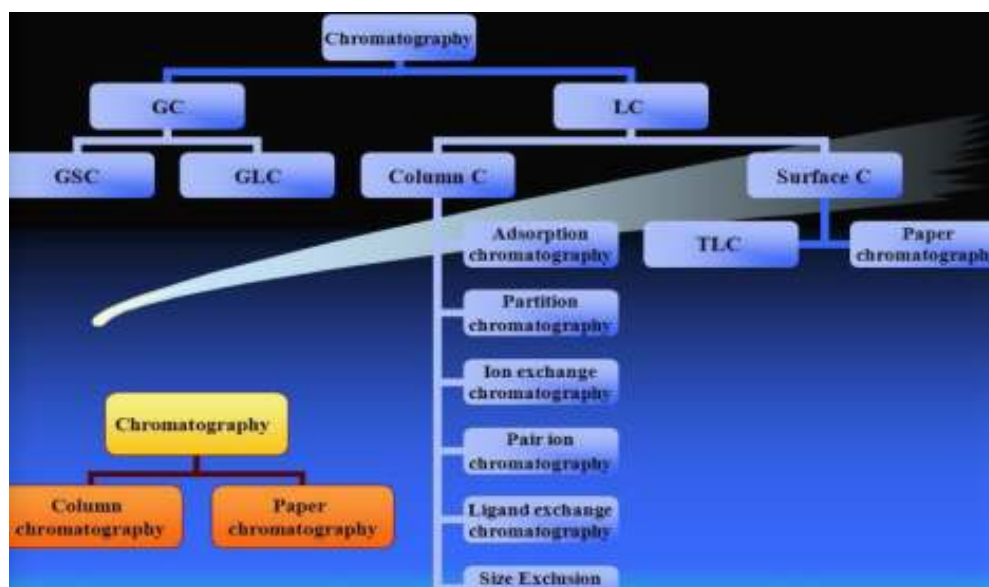 Chromatography
GC
LC
GSC
GLC
Column C
Surface C
Adsorption
chromatography
TLC
Paper
chromatograph
Partition
chromatography
Ion exchange
chromatography
Pair ion
chromatography
Ligand exchange
chromatography
Size Exclusion
Chromatography
Column
chromatography
Paper
chromatography